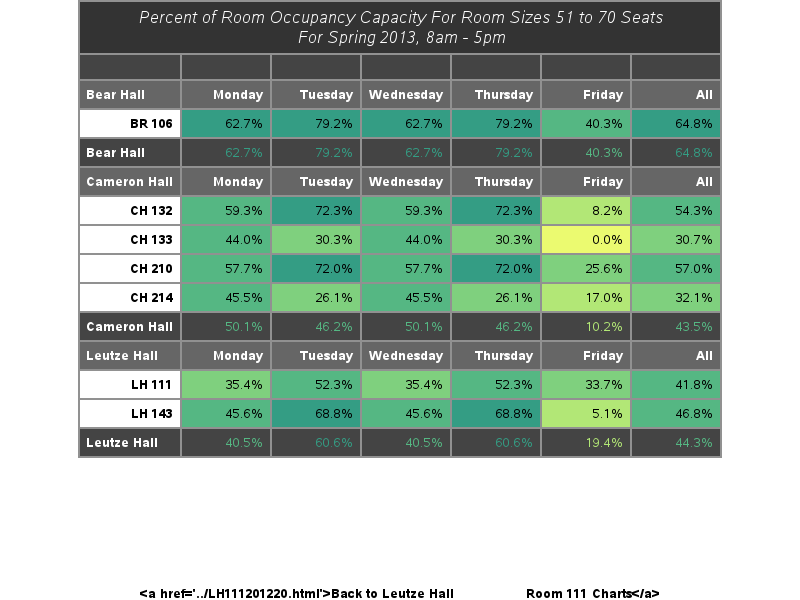 Percent of Room Occupancy Capacity For Room Sizes 51 to 70 Seats
For Spring 2013, 8am - 5pm
Bear Hall Monday Tuesday Wednesday Thursday Friday All
BR 106 62.7% 79.2% 62.7% 79.2% 40.3% 64.8%
Bear Hall 62.7% 79.2% 62.7% 79.2% 40.3% 64.8%
Cameron Hall Monday Tuesday Wednesday Thursday Friday All
CH 132 59.3% 72.3% 59.3% 72.3% 8.2% 54.3%
CH 133 44.0% 30.3% 44.0% 30.3% 0.0% 30.7%
CH 210 57.7% 72.0% 57.7% 72.0% 25.6% 57.0%
CH 214 45.5% 26.1% 45.5% 26.1% 17.0% 32.1%
Cameron Hall 50.1% 46.2% 50.1% 46.2% 10.2% 43.5%
Leutze Hall Monday Tuesday Wednesday Thursday Friday All
LH 111 35.4% 52.3% 35.4% 52.3% 33.7% 41.8%
LH 143 45.6% 68.8% 45.6% 68.8% 5.1% 46.8%
Leutze Hall 40.5% 60.6% 40.5% 60.6% 19.4% 44.3%
<a href='../LH111201220.html'>Back to Leutze Hall Room 111 Charts</a>